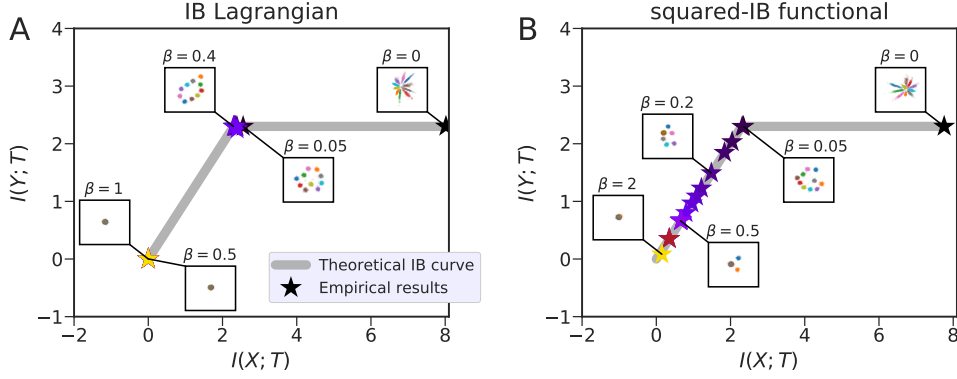 A
IB Lagrangian
I(Y; T)
4
3
2
1
0
−1
−2
0
2
4
6
8
I(X; T)
β = 0.4
β = 0
β = 0.05
β = 1
β = 0.5
Theoretical IB curve
Empirical results
B
squared-IB functional
I(Y; T)
4
3
2
1
0
−1
−2
0
2
4
6
8
I(X; T)
β = 0
β = 0.2
β = 0.05
β = 2
β = 0.5